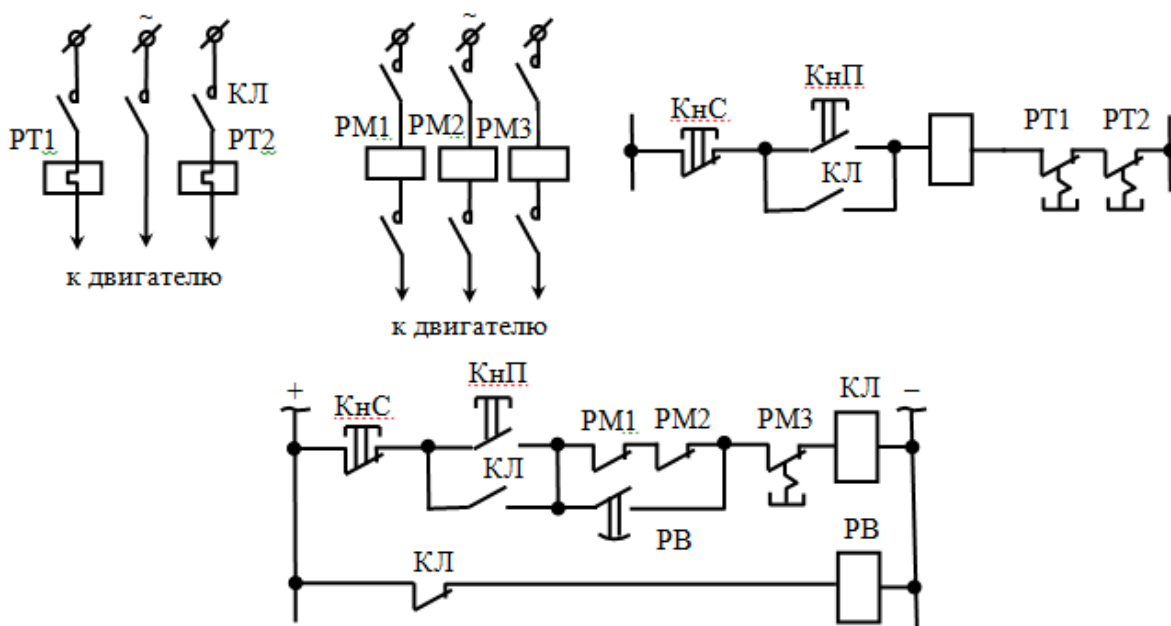 ~
КЛ
РТ1
РТ2
к двигателю
~
РМ1
РМ2
РМ3
к двигателю
КнС
КнП
КЛ
РТ1
РТ2
+
КнС
КнП
КЛ
РМ1
РМ2
РМ3
КЛ
–
РВ
КЛ
РВ